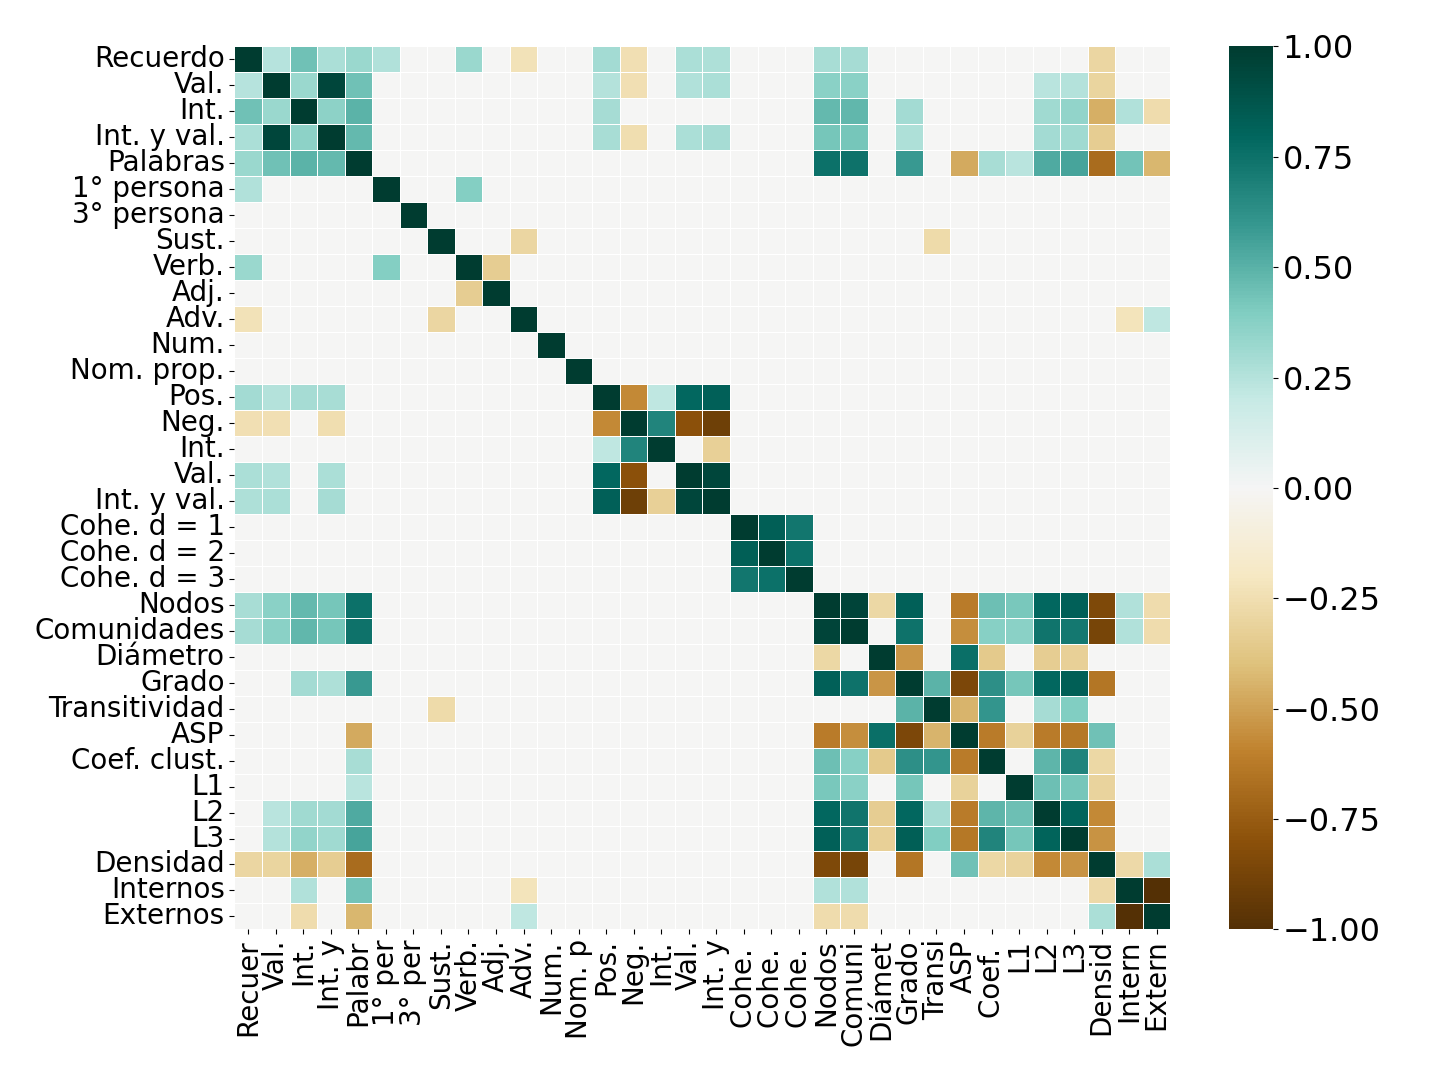 Recuerdo
Val.
Int.
Int. y val.
Palabras
1° persona
3° persona
Sust.
Verb.
Adj.
Adv.
Num.
Nom. prop.
Pos.
Neg.
Int.
Val.
Int. y val.
Cohe. d = 1
Cohe. d = 2
Cohe. d = 3
Nodos
Comunidades
Diámetro
Grado
Transitividad
ASP
Coef. clust.
L1
L2
L3
Densidad
Internos
Externos
Recuer
Val.
Int.
Int. y
Palabr
1° per
3° per
Sust.
Verb.
Adj.
Adv.
Num.
Nom. p
Pos.
Neg.
Int.
Val.
Int. y
Cohe.
Cohe.
Cohe.
Nodos
Comuni
Diámet
Grado
Transi
ASP
Coef.
L1
L2
L3
Densid
Intern
Extern
1.00
0.75
0.50
0.25
0.00
−0.25
−0.50
−0.75
−1.00